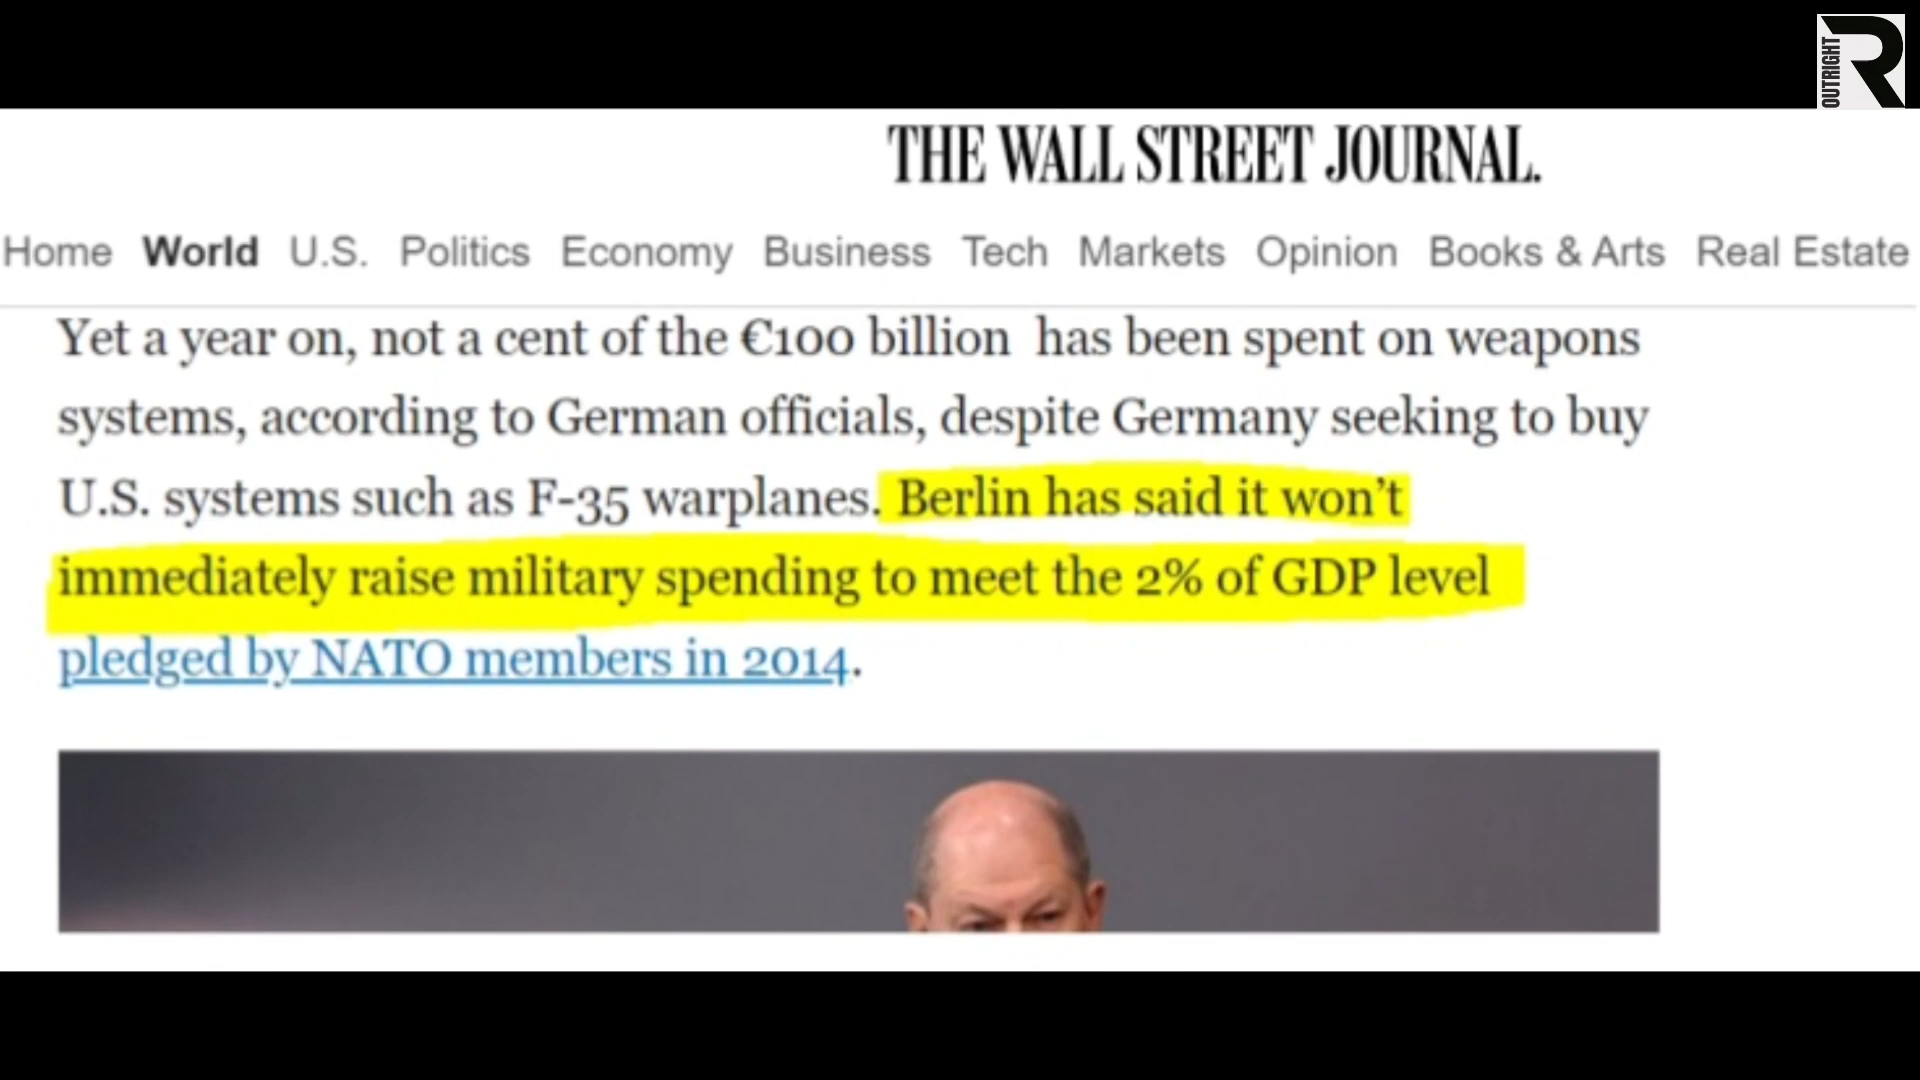 OUTRIGHT R
THE WALL STREET JOURNAL.
Home World U.S. Politics Economy Business Tech Markets Opinion Books & Arts Real Estate
Yet a year on, not a cent of the €100 billion has been spent on weapons
systems, according to German officials, despite Germany seeking to buy
U.S. systems such as F-35 warplanes. Berlin has said it won't
immediately raise military spending to meet the 2% of GDP level
pledged by NATO members in 2014.